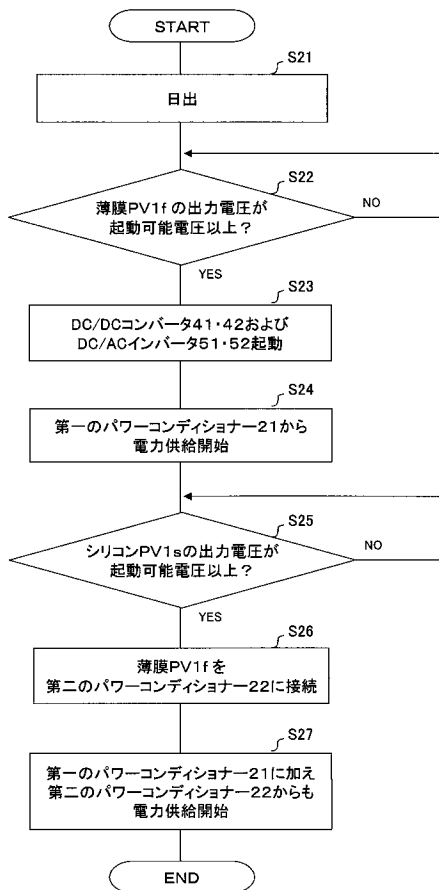 START
S21
日出
S22
薄膜PV1fの出力電圧が
起動可能電圧以上？
NO
YES
S23
DC/DCコンバータ41・42および
DC/ACインバータ51・52起動
S24
第一のパワーコンディショナー21から
電力供給開始
S25
シリコンPV1sの出力電圧が
起動可能電圧以上？
NO
YES
S26
薄膜PV1fを
第二のパワーコンディショナー22に接続
S27
第一のパワーコンディショナー21に加え
第二のパワーコンディショナー22からも
電力供給開始
END